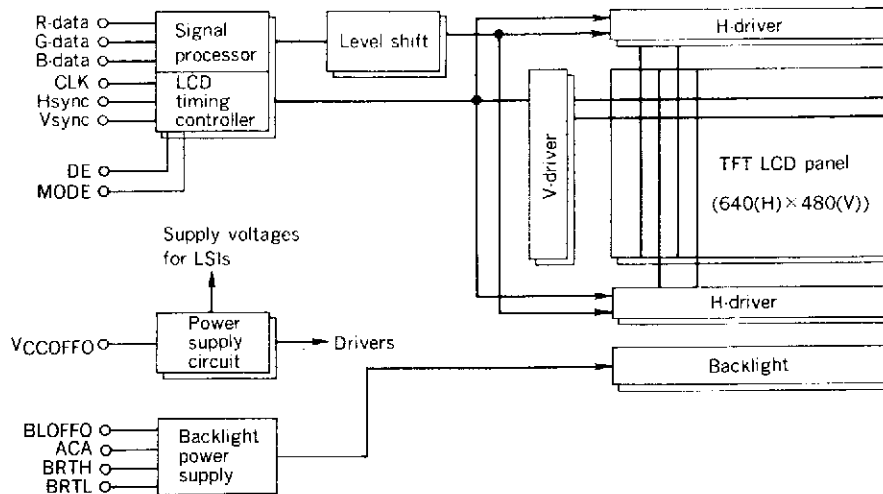 R-data
G-data
B-data
CLK
Hsync
Vsync
DE
MODE
Signal
processor
LCD
timing
controller
Level shift
H-driver
V-driver
TFT LCD panel
(640(H)×480(V))
H-driver
Backlight
Supply voltages
for LSIs
VCCOFFO
Power
supply
circuit
Drivers
BLOFFO
ACA
BRTH
BRTL
Backlight
power
supply